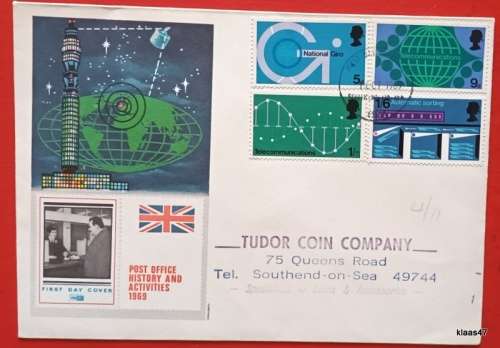 National Giro
5d
9d
1'6 Automatic sorting
Telecommunications 1/-
FIRST DAY COVER
POST OFFICE
HISTORY AND
ACTIVITIES
1969
TUDOR COIN COMPANY
75 Queens Road
Tel. Southend-on-Sea 49744
klaas47